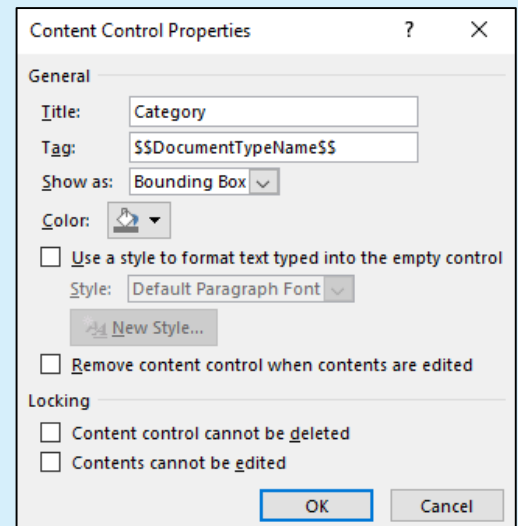 Content Control Properties ?
General
Title: Category
Tag: $$DocumentTypeName$$
Show as: Bounding Box
Color:
Use a style to format text typed into the empty control
Style: Default Paragraph Font
New Style...
Remove content control when contents are edited
Locking
Content control cannot be deleted
Contents cannot be edited
OK Cancel